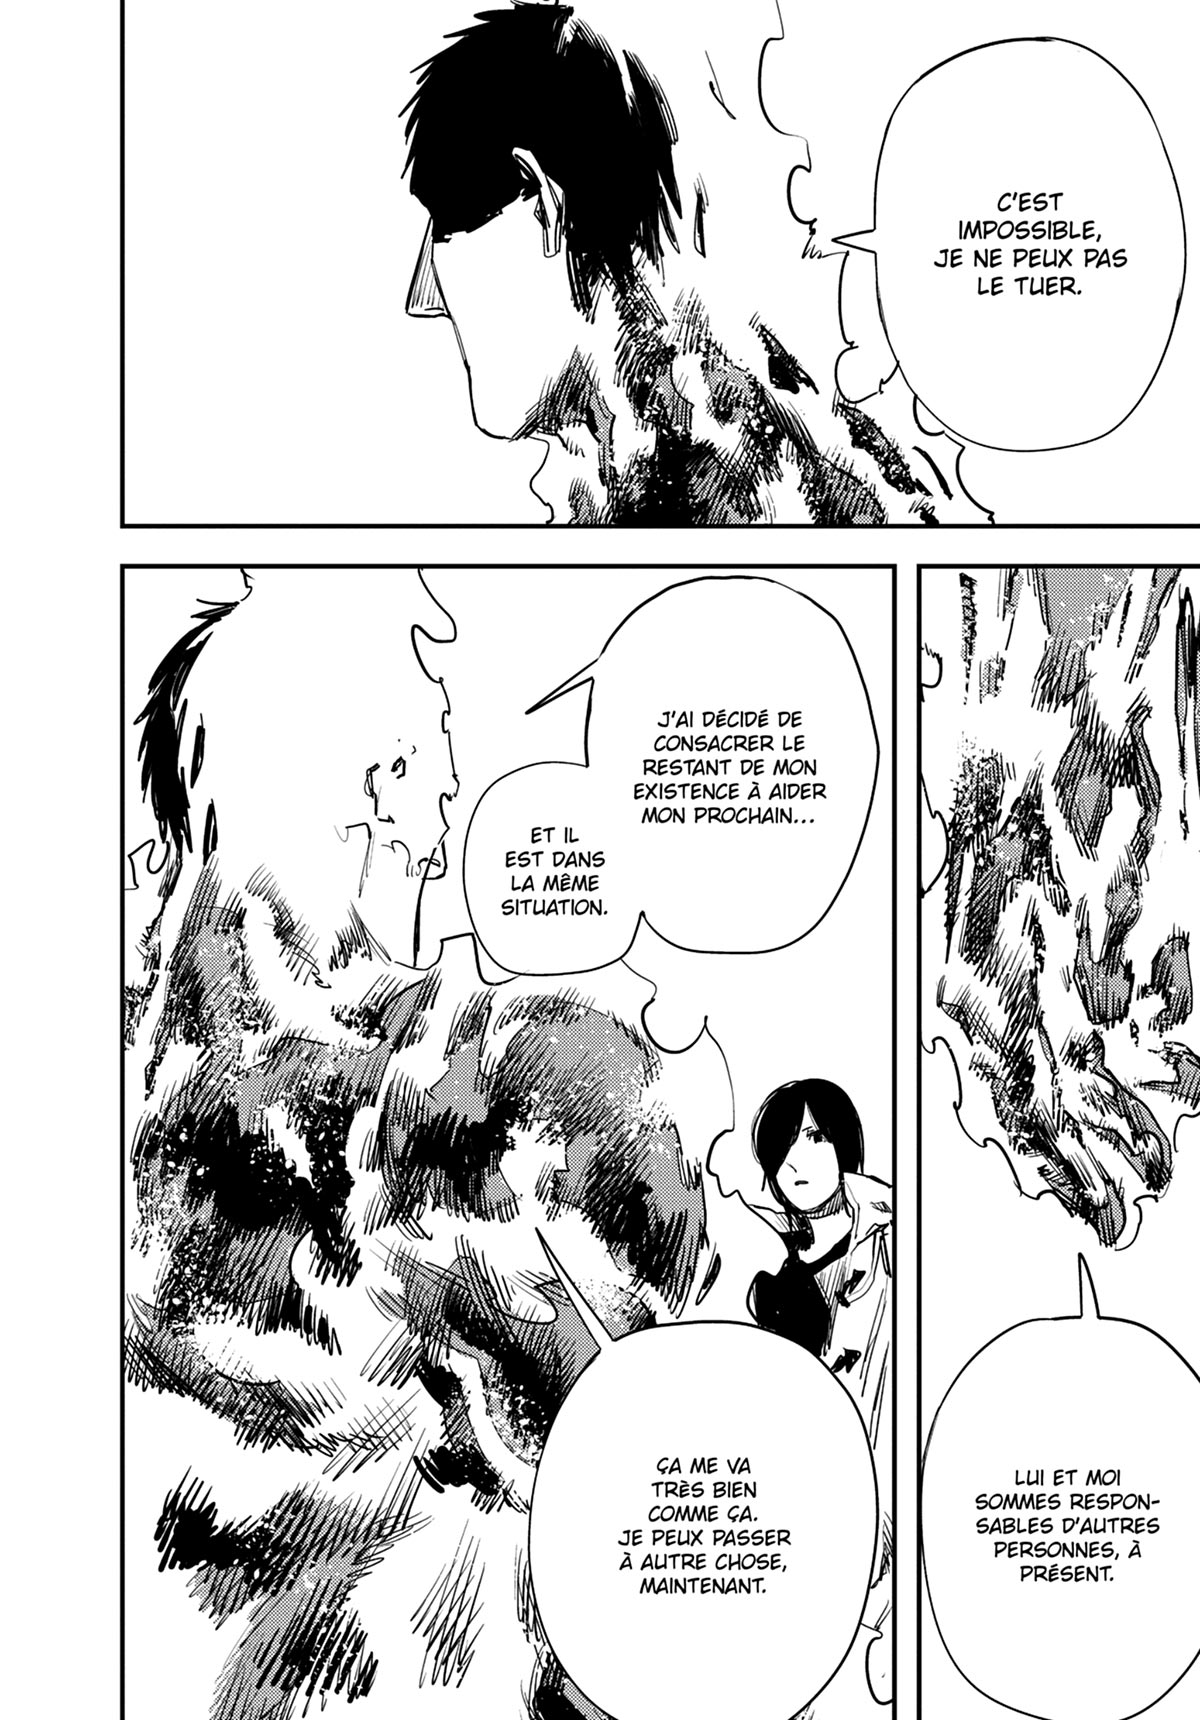 C'EST
IMPOSSIBLE,
JE NE PEUX PAS
LE TUER.
LUI ET MOI
SOMMES RESPON-
SABLES D'AUTRES
PERSONNES, À
PRÉSENT.
J'AI DÉCIDÉ DE
CONSACRER LE
RESTANT DE MON
EXISTENCE À AIDER
MON PROCHAIN...
ET IL
EST DANS
LA MÊME
SITUATION.
ÇA ME VA
TRÈS BIEN
COMME ÇA.
JE PEUX PASSER
À AUTRE CHOSE,
MAINTENANT.